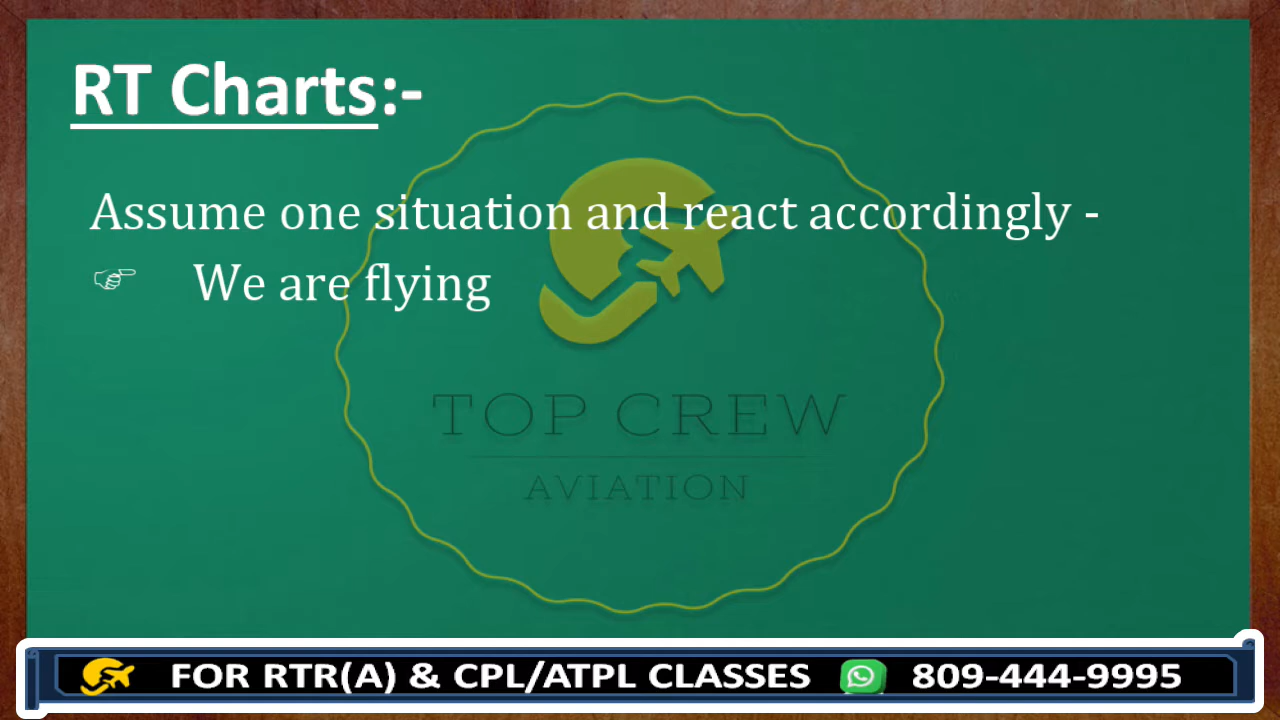 RT Charts:-
Assume one situation and react accordingly -
☞ We are flying
TOP CREW
AVIATION
FOR RTR(A) & CPL/ATPL CLASSES 809-444-9995